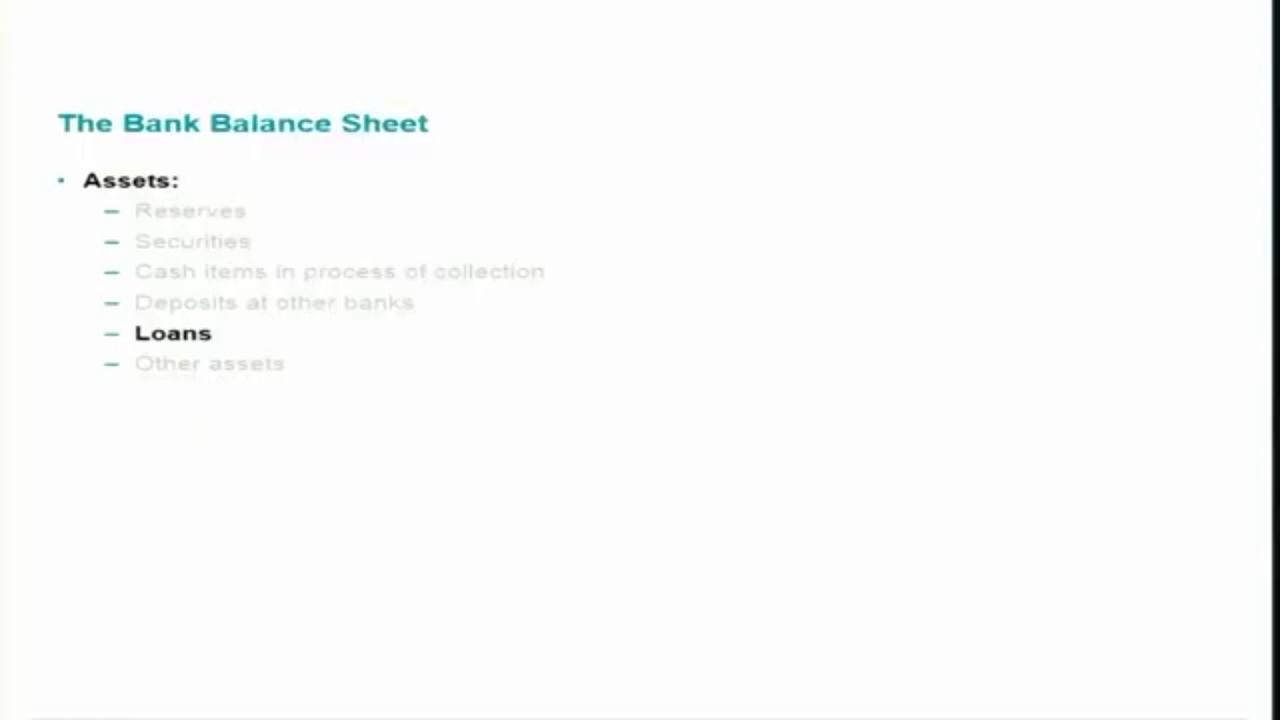 The Bank Balance Sheet
• Assets:
– Reserves
– Securities
– Cash items in process of collection
– Deposits at other banks
– Loans
– Other assets